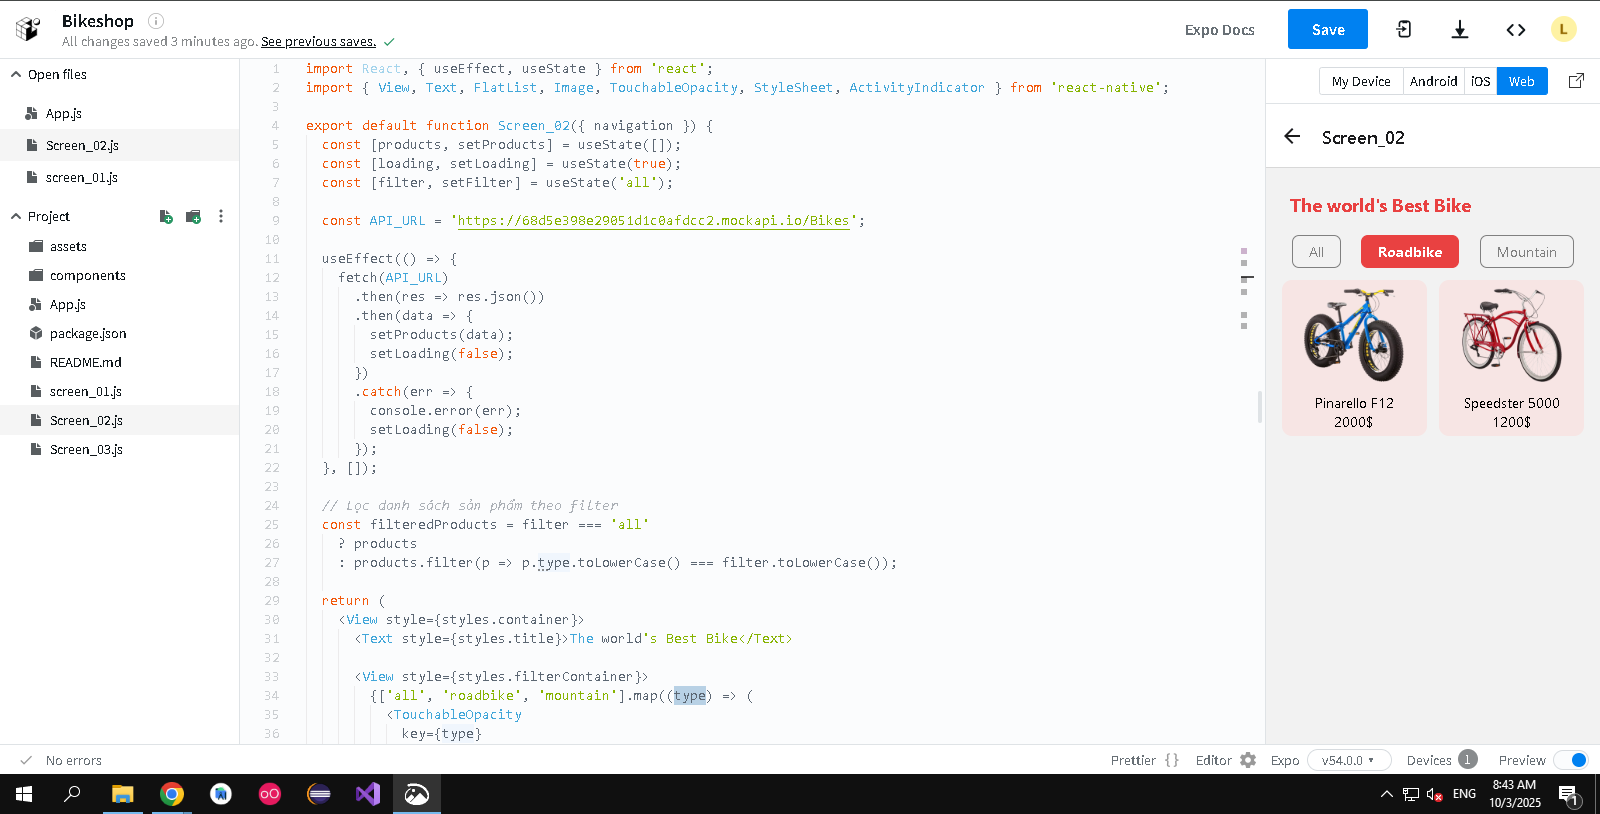 Bikeshop
All changes saved 3 minutes ago. See previous saves.
Expo Docs
Save
L
Open files
App.js
Screen_02.js
screen_01.js
Project
assets
components
App.js
package.json
README.md
screen_01.js
Screen_02.js
Screen_03.js
1 import React, { useEffect, useState } from 'react';
2 import { View, Text, FlatList, Image, TouchableOpacity, StyleSheet, ActivityIndicator } from 'react-native';
3
4 export default function Screen_02({ navigation }) {
5 const [products, setProducts] = useState([]);
6 const [loading, setLoading] = useState(true);
7 const [filter, setFilter] = useState('all');
8
9 const API_URL = 'https://68d5e398e29051d1c0afdcc2.mockapi.io/Bikes';
10
11 useEffect(() => {
12 fetch(API_URL)
13 .then(res => res.json())
14 .then(data => {
15 setProducts(data);
16 setLoading(false);
17 })
18 .catch(err => {
19 console.error(err);
20 setLoading(false);
21 });
22 }, []);
23
24 // Lọc danh sách sản phẩm theo filter
25 const filteredProducts = filter === 'all'
26 ? products
27 : products.filter(p => p.type.toLowerCase() === filter.toLowerCase());
28
29 return (
30 <View style={styles.container}>
31 <Text style={styles.title}>The world's Best Bike</Text>
32
33 <View style={styles.filterContainer}>
34 {['all', 'roadbike', 'mountain'].map((type) => (
35 <TouchableOpacity
36 key={type}
My Device
Android
iOS
Web
Screen_02
The world's Best Bike
All
Roadbike
Mountain
Pinarello F12
2000$
Speedster 5000
1200$
No errors
Prettier {}
Editor
Expo
v54.0.0
Devices 1
Preview
ENG
8:43 AM
10/3/2025
1